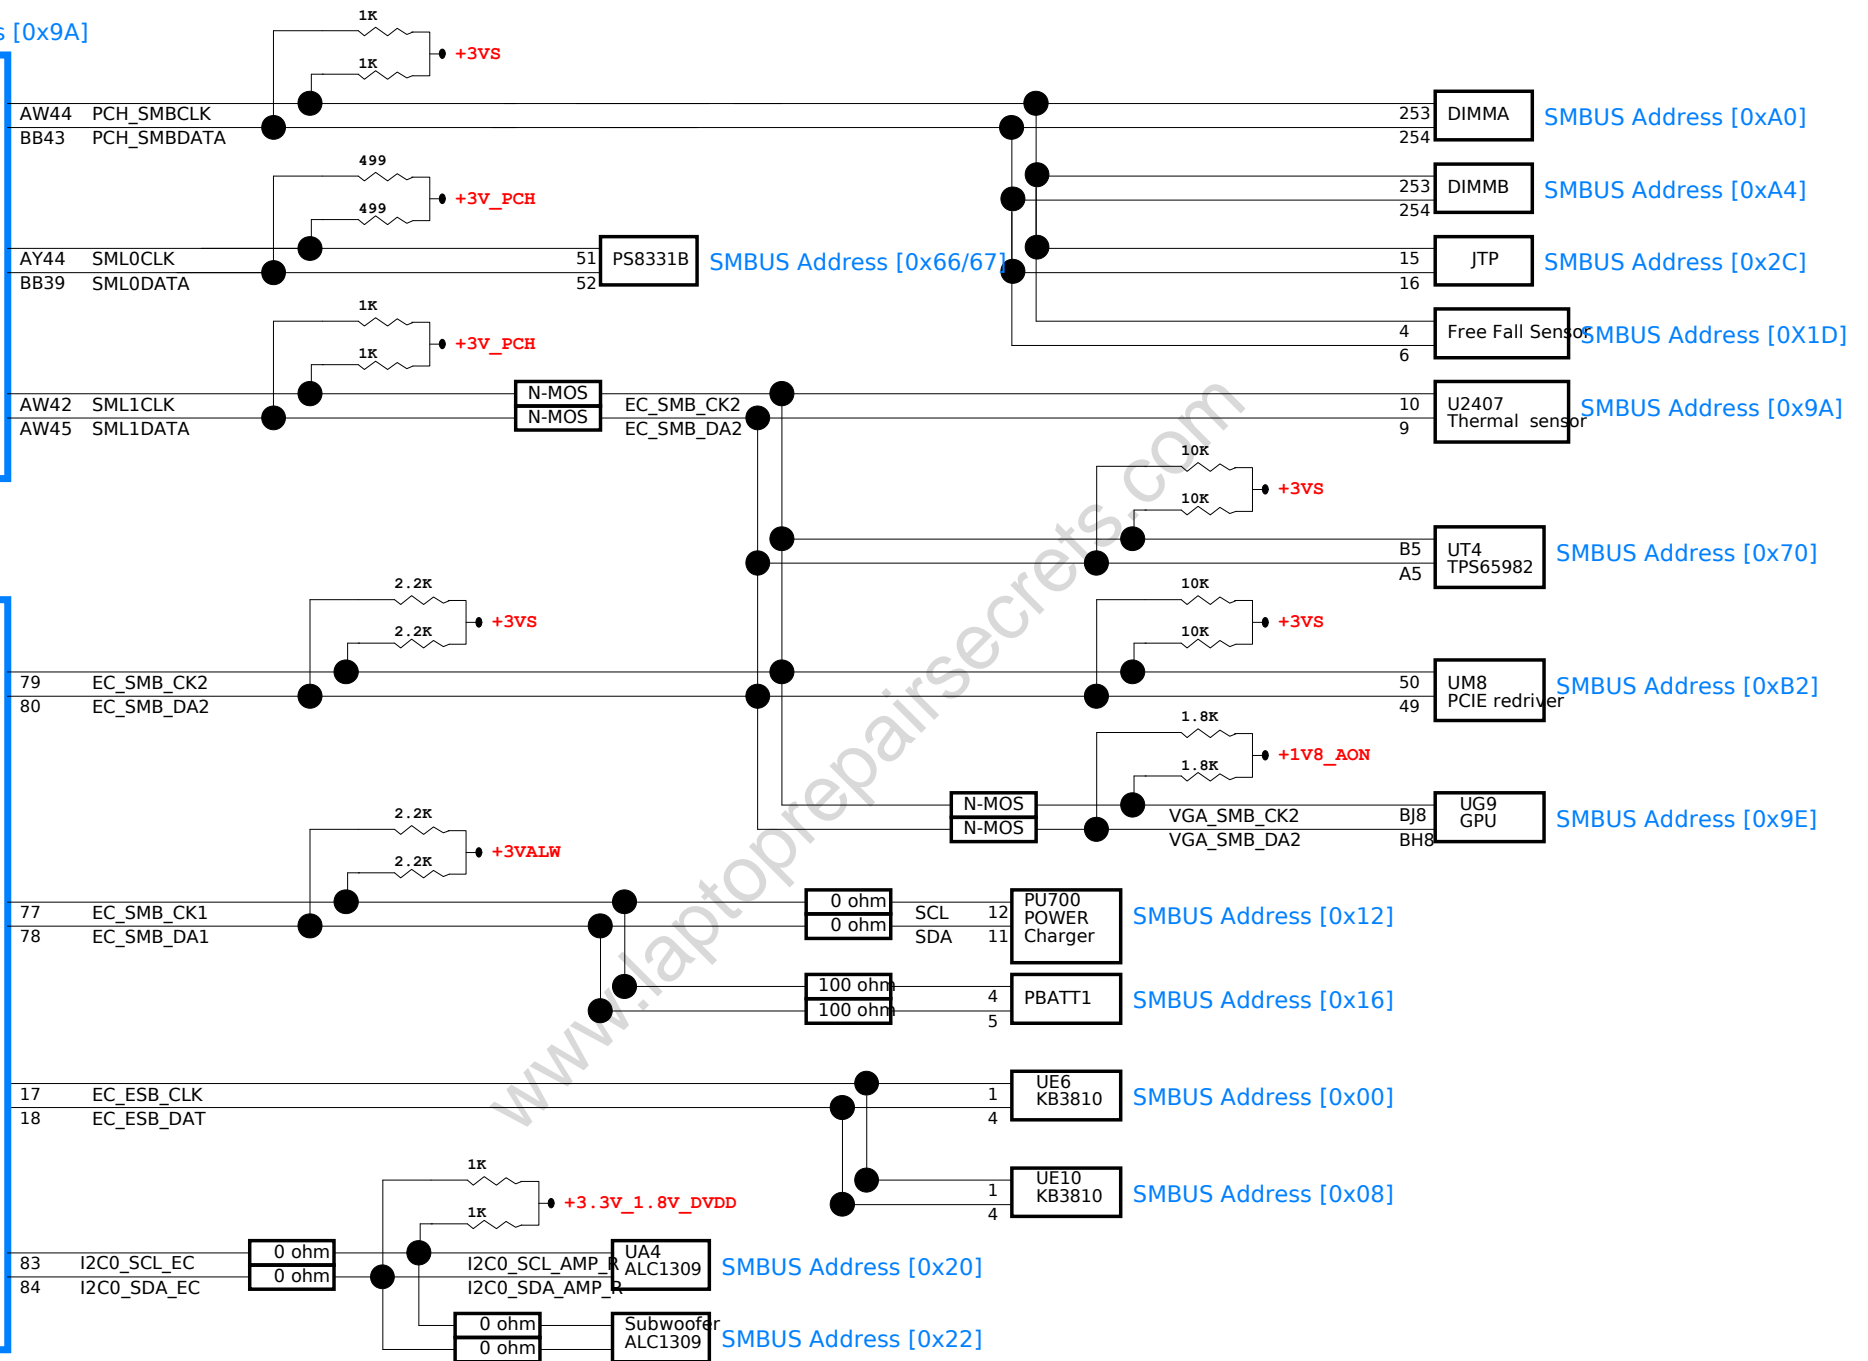 s [0x9A]
1K
1K
+3VS
AW44 PCH_SMBCLK
BB43 PCH_SMBDATA
253
254
DIMMA
SMBUS Address [0xA0]
499
499
+3V_PCH
253
254
DIMMB
SMBUS Address [0xA4]
AY44 SML0CLK
BB39 SML0DATA
51
52
PS8331B
SMBUS Address [0x66/67]
15
16
JTP
SMBUS Address [0x2C]
1K
1K
+3V_PCH
4
6
Free Fall Sensor
SMBUS Address [0X1D]
AW42 SML1CLK
AW45 SML1DATA
N-MOS
N-MOS
EC_SMB_CK2
EC_SMB_DA2
10
9
U2407
Thermal sensor
SMBUS Address [0x9A]
10K
10K
+3VS
B5
A5
UT4
TPS65982
SMBUS Address [0x70]
2.2K
2.2K
+3VS
10K
10K
+3VS
79 EC_SMB_CK2
80 EC_SMB_DA2
50
49
UM8
PCIE redriver
SMBUS Address [0xB2]
1.8K
1.8K
+1V8_AON
N-MOS
N-MOS
VGA_SMB_CK2
VGA_SMB_DA2
BJ8
BH8
UG9
GPU
SMBUS Address [0x9E]
2.2K
2.2K
+3VALW
77 EC_SMB_CK1
78 EC_SMB_DA1
0 ohm
0 ohm
SCL
SDA
12
11
PU700
POWER
Charger
SMBUS Address [0x12]
100 ohm
100 ohm
4
5
PBATT1
SMBUS Address [0x16]
17 EC_ESB_CLK
18 EC_ESB_DAT
1
4
UE6
KB3810
SMBUS Address [0x00]
1
4
UE10
KB3810
SMBUS Address [0x08]
1K
1K
+3.3V_1.8V_DVDD
83 I2C0_SCL_EC
84 I2C0_SDA_EC
0 ohm
0 ohm
I2C0_SCL_AMP_R
I2C0_SDA_AMP_R
UA4
ALC1309
SMBUS Address [0x20]
0 ohm
0 ohm
Subwoofer
ALC1309
SMBUS Address [0x22]
www.laptoprepairsecrets.com